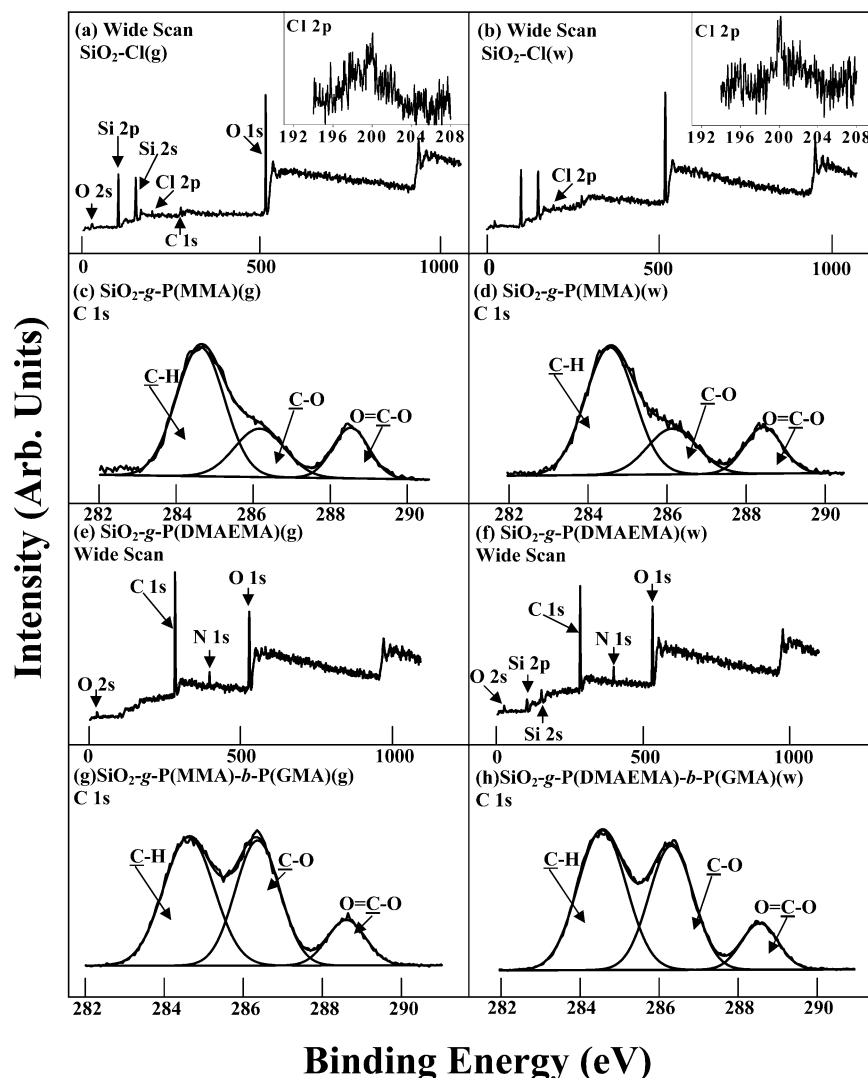 (a) Wide Scan
SiO₂-Cl(g)
Cl 2p
192 196 200 204 208
O 2s
Si 2p
Si 2s
Cl 2p
C 1s
O 1s
0 500 1000
(b) Wide Scan
SiO₂-Cl(w)
Cl 2p
192 196 200 204 208
Cl 2p
0 500 1000
(c) SiO₂-g-P(MMA)(g)
C 1s
C-H
C-O
O=C-O
282 284 286 288 290
(d) SiO₂-g-P(MMA)(w)
C 1s
C-H
C-O
O=C-O
282 284 286 288 290
(e) SiO₂-g-P(DMAEMA)(g)
Wide Scan
O 2s
C 1s
N 1s
O 1s
0 500 1000
(f) SiO₂-g-P(DMAEMA)(w)
Wide Scan
O 2s
Si 2p
Si 2s
C 1s
N 1s
O 1s
0 500 1000
(g)SiO₂-g-P(MMA)-b-P(GMA)(g)
C 1s
C-H
C-O
O=C-O
282 284 286 288 290
(h)SiO₂-g-P(DMAEMA)-b-P(GMA)(w)
C 1s
C-H
C-O
O=C-O
282 284 286 288 290
Intensity (Arb. Units)
Binding Energy (eV)